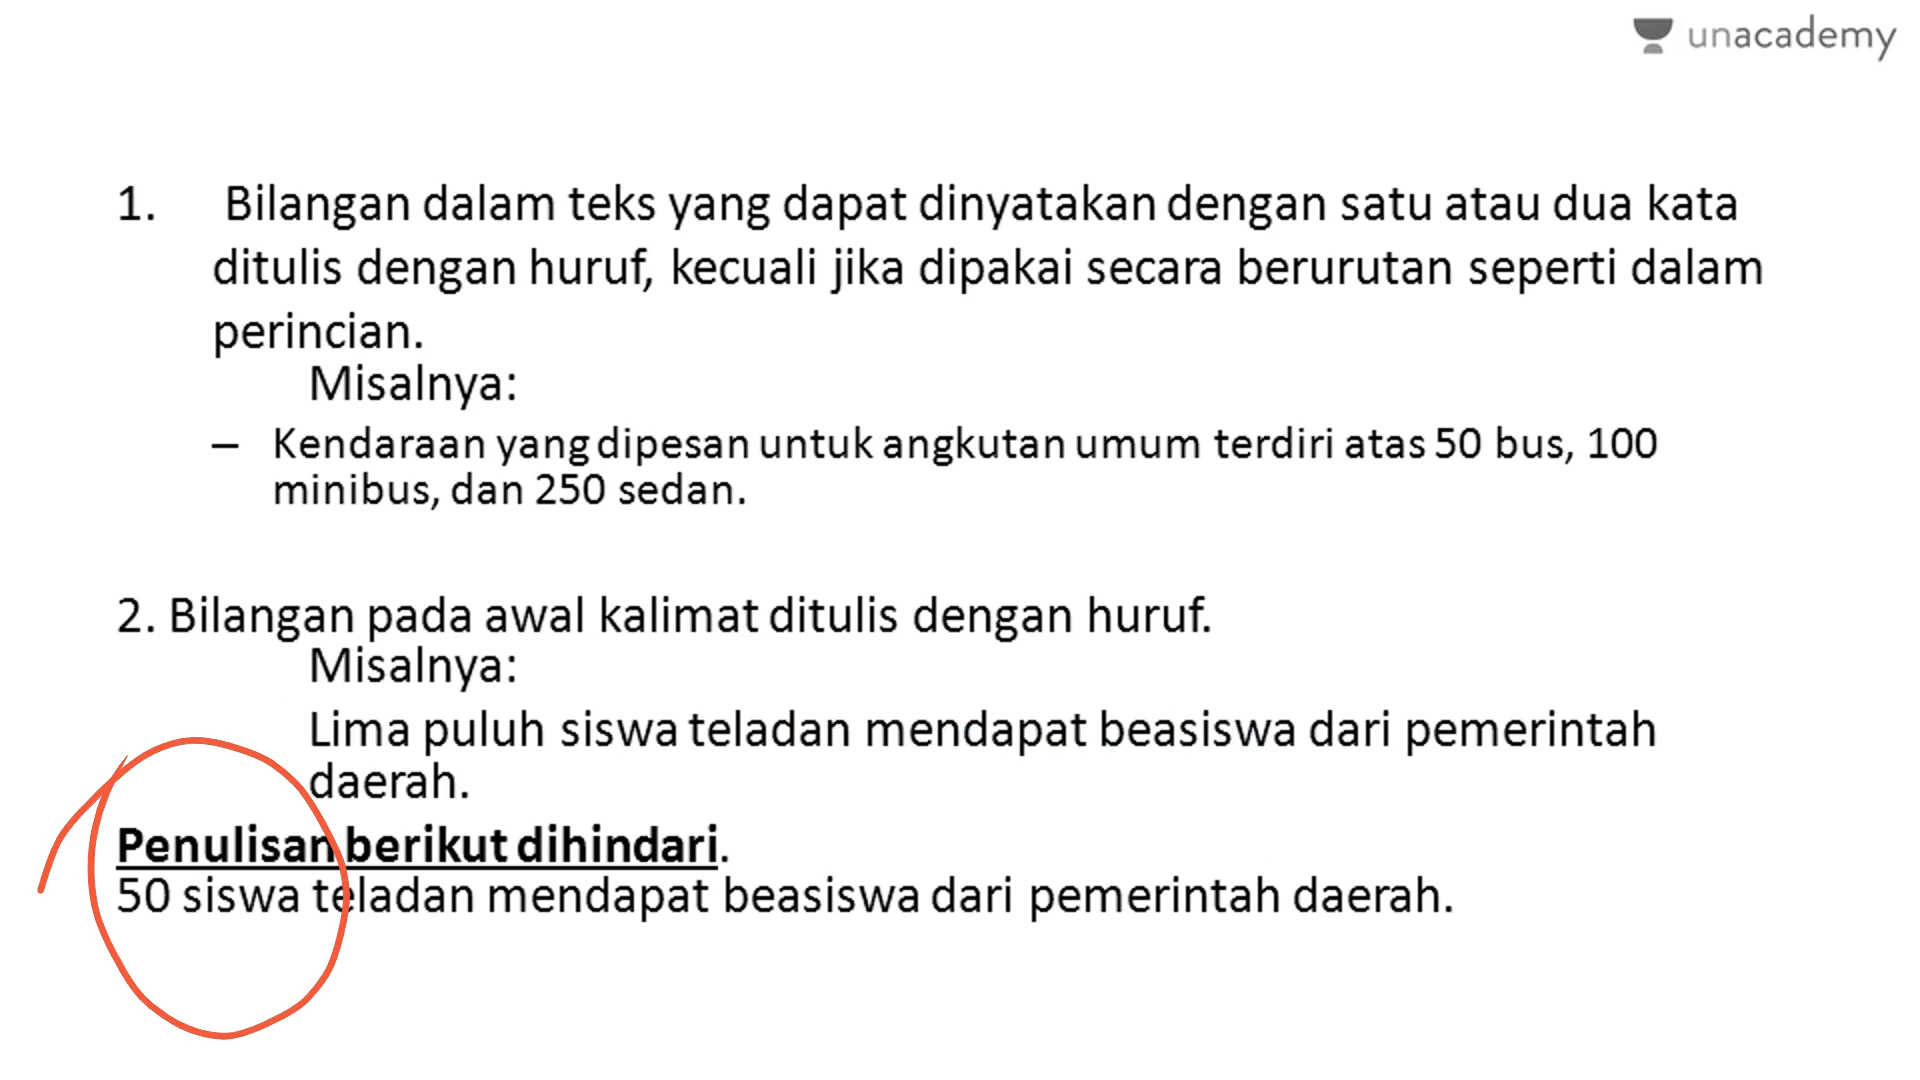 unacademy
1. Bilangan dalam teks yang dapat dinyatakan dengan satu atau dua kata
ditulis dengan huruf, kecuali jika dipakai secara berurutan seperti dalam
perincian.
Misalnya:
– Kendaraan yang dipesan untuk angkutan umum terdiri atas 50 bus, 100
minibus, dan 250 sedan.
2. Bilangan pada awal kalimat ditulis dengan huruf.
Misalnya:
Lima puluh siswa teladan mendapat beasiswa dari pemerintah
daerah.
Penulisan berikut dihindari.
50 siswa teladan mendapat beasiswa dari pemerintah daerah.